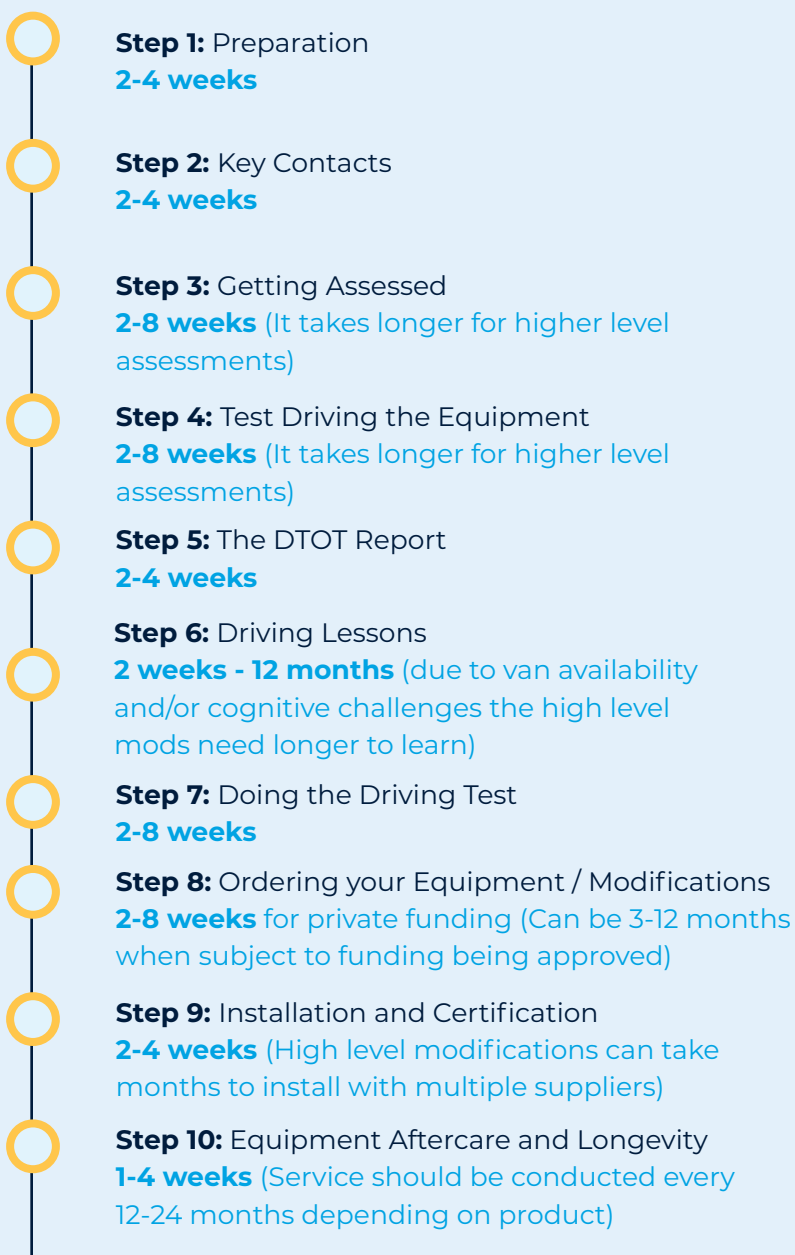 Step 1: Preparation
2-4 weeks
Step 2: Key Contacts
2-4 weeks
Step 3: Getting Assessed
2-8 weeks (It takes longer for higher level
assessments)
Step 4: Test Driving the Equipment
2-8 weeks (It takes longer for higher level
assessments)
Step 5: The DTOT Report
2-4 weeks
Step 6: Driving Lessons
2 weeks - 12 months (due to van availability
and/or cognitive challenges the high level
mods need longer to learn)
Step 7: Doing the Driving Test
2-8 weeks
Step 8: Ordering your Equipment / Modifications
2-8 weeks for private funding (Can be 3-12 months
when subject to funding being approved)
Step 9: Installation and Certification
2-4 weeks (High level modifications can take
months to install with multiple suppliers)
Step 10: Equipment Aftercare and Longevity
1-4 weeks (Service should be conducted every
12-24 months depending on product)